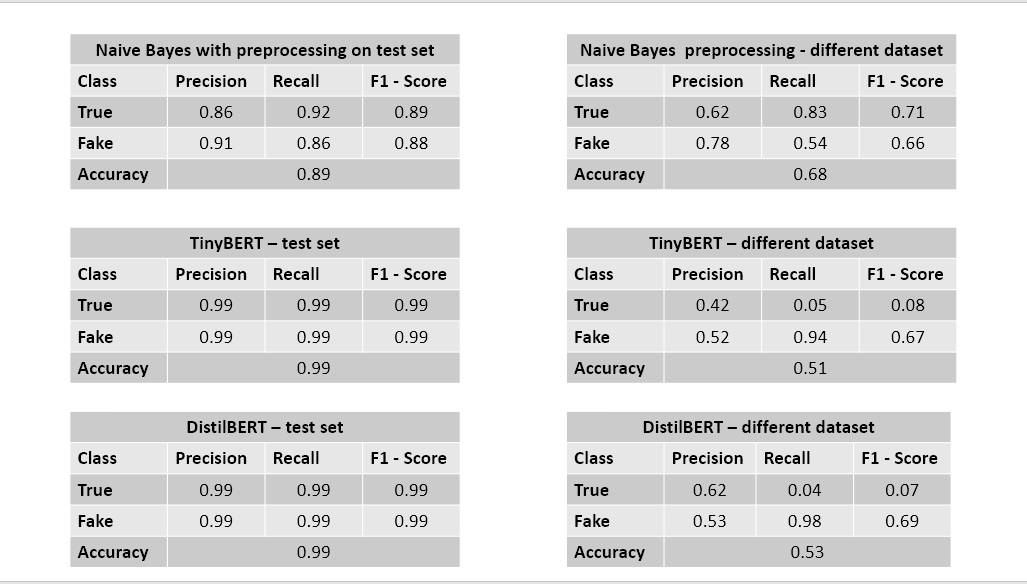 Naive Bayes with preprocessing on test set
Class Precision Recall F1 - Score
True 0.86 0.92 0.89
Fake 0.91 0.86 0.88
Accuracy 0.89
Naive Bayes preprocessing - different dataset
Class Precision Recall F1 - Score
True 0.62 0.83 0.71
Fake 0.78 0.54 0.66
Accuracy 0.68
TinyBERT – test set
Class Precision Recall F1 - Score
True 0.99 0.99 0.99
Fake 0.99 0.99 0.99
Accuracy 0.99
TinyBERT – different dataset
Class Precision Recall F1 - Score
True 0.42 0.05 0.08
Fake 0.52 0.94 0.67
Accuracy 0.51
DistilBERT – test set
Class Precision Recall F1 - Score
True 0.99 0.99 0.99
Fake 0.99 0.99 0.99
Accuracy 0.99
DistilBERT – different dataset
Class Precision Recall F1 - Score
True 0.62 0.04 0.07
Fake 0.53 0.98 0.69
Accuracy 0.53